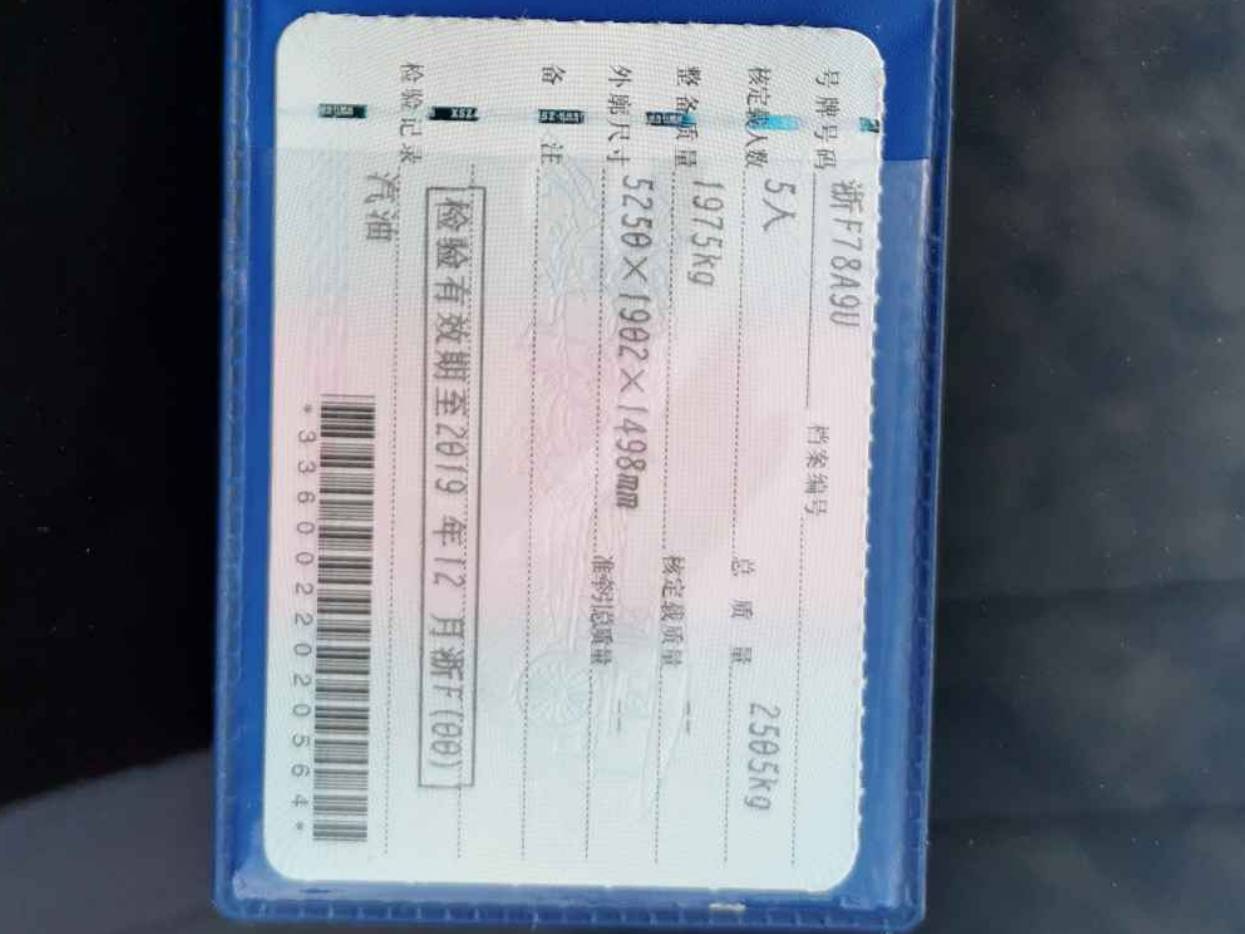 号牌号码 浙F78A9U 档案编号
核定载人数 5人 总质量 2505kg
整备质量 1975kg 核定载质量 --
外廓尺寸 5250×1902×1498mm 准牵引总质量 --
备注
检验有效期至2019年12月浙F(00)
检验记录
汽油
*3360022020564*